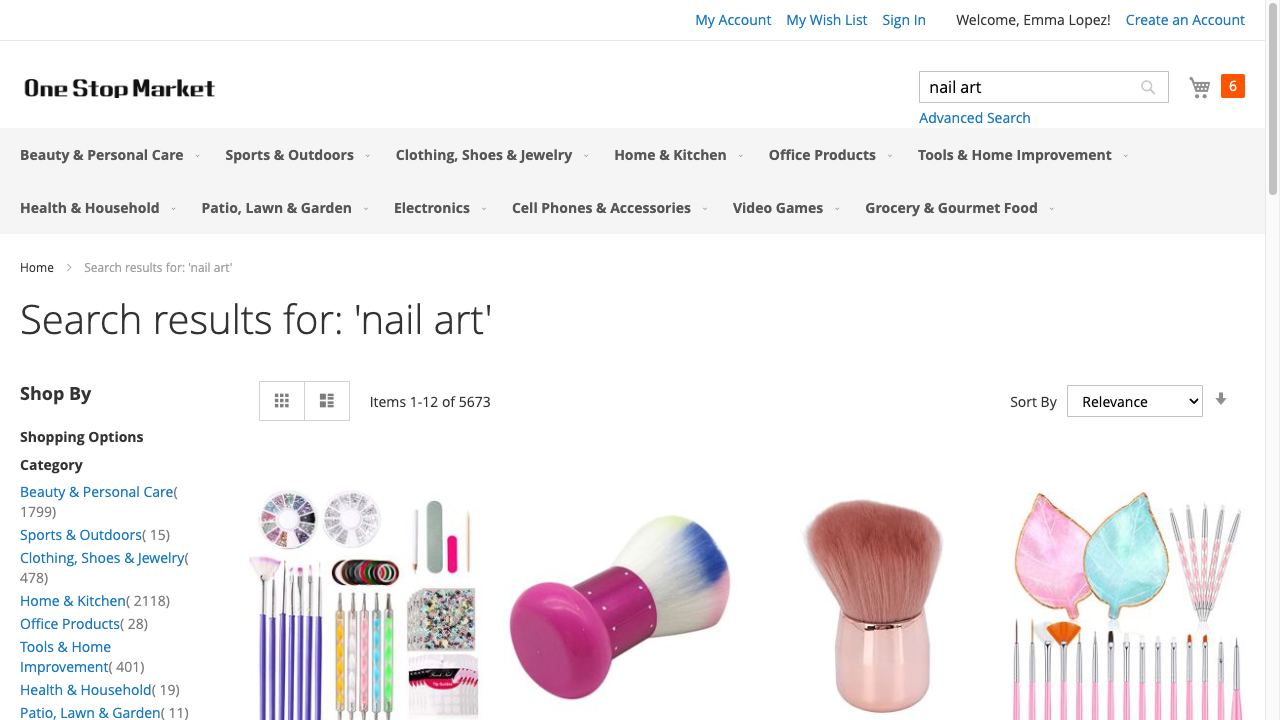 My Account My Wish List Sign In Welcome, Emma Lopez! Create an Account
One Stop Market
nail art
6
Advanced Search
Beauty & Personal Care Sports & Outdoors Clothing, Shoes & Jewelry Home & Kitchen Office Products Tools & Home Improvement
Health & Household Patio, Lawn & Garden Electronics Cell Phones & Accessories Video Games Grocery & Gourmet Food
Home Search results for: 'nail art'
Search results for: 'nail art'
Shop By
Items 1-12 of 5673
Sort By Relevance
Shopping Options
Category
Beauty & Personal Care( 
1799)
Sports & Outdoors( 15)
Clothing, Shoes & Jewelry( 
478)
Home & Kitchen( 2118)
Office Products( 28)
Tools & Home
Improvement( 401)
Health & Household( 19)
Patio, Lawn & Garden( 11)